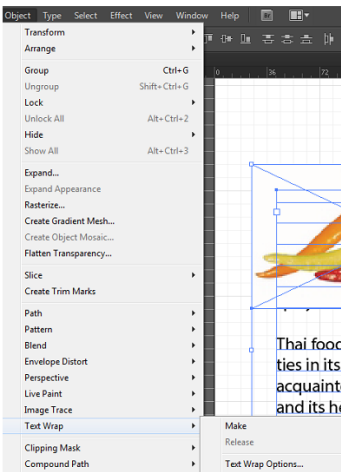 Object Type Select Effect View Window Help
Transform
Arrange
Group Ctrl+G
Ungroup Shift+Ctrl+G
Lock
Unlock All Alt+Ctrl+2
Hide
Show All Alt+Ctrl+3
Expand...
Expand Appearance
Rasterize...
Create Gradient Mesh...
Create Object Mosaic...
Flatten Transparency...
Slice
Create Trim Marks
Path
Pattern
Blend
Envelope Distort
Perspective
Live Paint
Image Trace
Text Wrap
Clipping Mask
Compound Path
Make
Release
Text Wrap Options...
0 36 72
Thai food
ties in its
acquaint
and its he